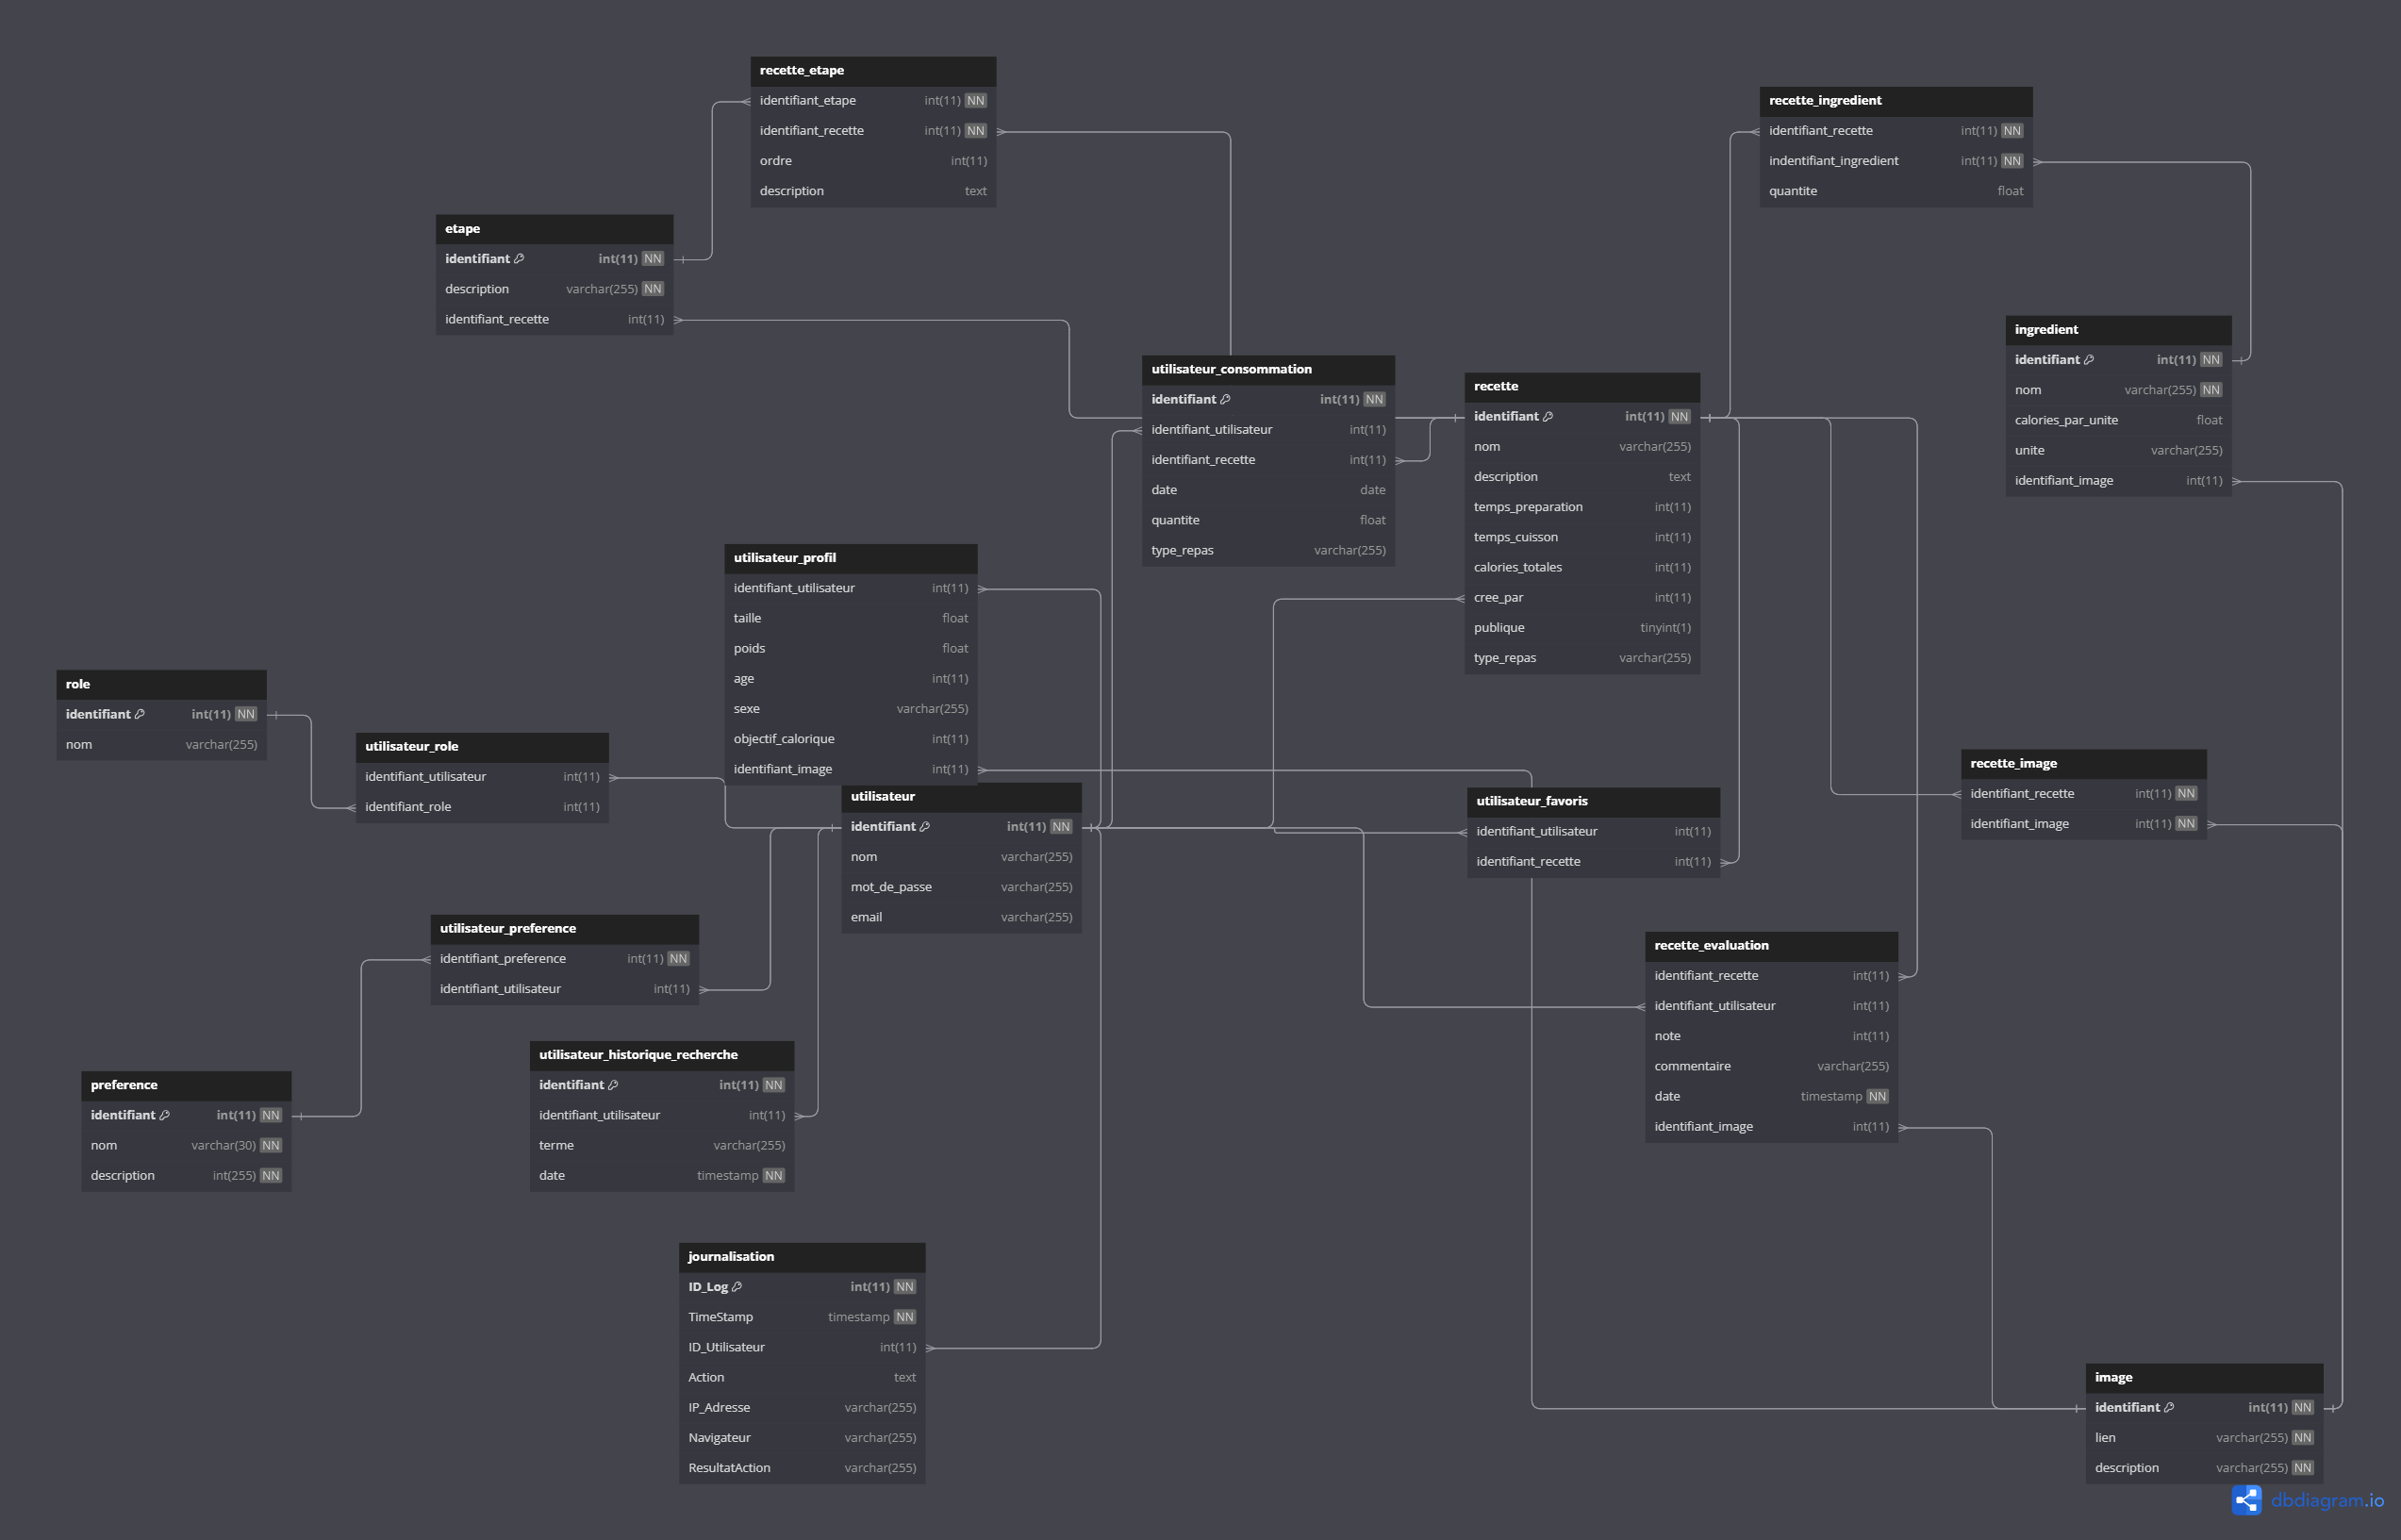 recette_etape
identifiant_etape int(11) NN
identifiant_recette int(11) NN
ordre int(11)
description text
recette_ingredient
identifiant_recette int(11) NN
indentifiant_ingredient int(11) NN
quantite float
etape
identifiant int(11) NN
description varchar(255) NN
identifiant_recette int(11)
ingredient
identifiant int(11) NN
nom varchar(255) NN
calories_par_unite float
unite varchar(255)
identifiant_image int(11)
utilisateur_consommation
identifiant int(11) NN
identifiant_utilisateur int(11)
identifiant_recette int(11)
date date
quantite float
type_repas varchar(255)
recette
identifiant int(11) NN
nom varchar(255)
description text
temps_preparation int(11)
temps_cuisson int(11)
calories_totales int(11)
cree_par int(11)
publique tinyint(1)
type_repas varchar(255)
utilisateur_profil
identifiant_utilisateur int(11)
taille float
poids float
age int(11)
sexe varchar(255)
objectif_calorique int(11)
identifiant_image int(11)
role
identifiant int(11) NN
nom varchar(255)
utilisateur_role
identifiant_utilisateur int(11)
identifiant_role int(11)
utilisateur
identifiant int(11) NN
nom varchar(255)
mot_de_passe varchar(255)
email varchar(255)
utilisateur_favoris
identifiant_utilisateur int(11)
identifiant_recette int(11)
recette_image
identifiant_recette int(11) NN
identifiant_image int(11) NN
utilisateur_preference
identifiant_preference int(11) NN
identifiant_utilisateur int(11)
recette_evaluation
identifiant_recette int(11)
identifiant_utilisateur int(11)
note int(11)
commentaire varchar(255)
date timestamp NN
identifiant_image int(11)
utilisateur_historique_recherche
identifiant int(11) NN
identifiant_utilisateur int(11)
terme varchar(255)
date timestamp NN
preference
identifiant int(11) NN
nom varchar(30) NN
description int(255) NN
journalisation
ID_Log int(11) NN
TimeStamp timestamp NN
ID_Utilisateur int(11)
Action text
IP_Adresse varchar(255)
Navigateur varchar(255)
ResultatAction varchar(255)
image
identifiant int(11) NN
lien varchar(255) NN
description varchar(255) NN
dbdiagram.io